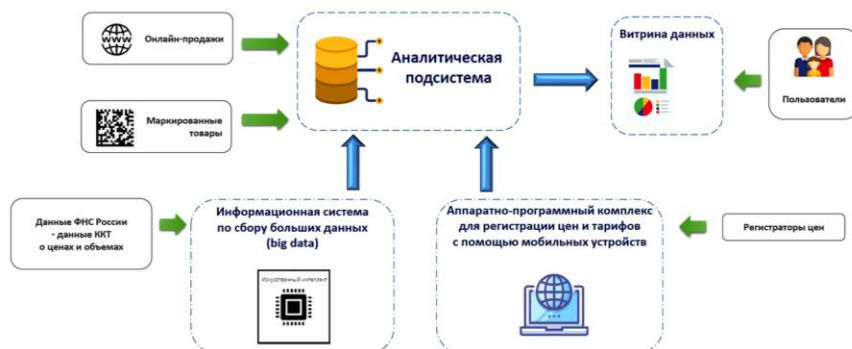 www
Онлайн-продажи
Аналитическая
подсистема
Витрина данных
Пользователи
Маркированные
товары
Данные ФНС России
- данные ККТ
о ценах и объемах
Информационная система
по сбору больших данных
(big data)
Искусственный интеллект
Аппаратно-программный комплекс
для регистрации цен и тарифов
с помощью мобильных устройств
Регистраторы цен